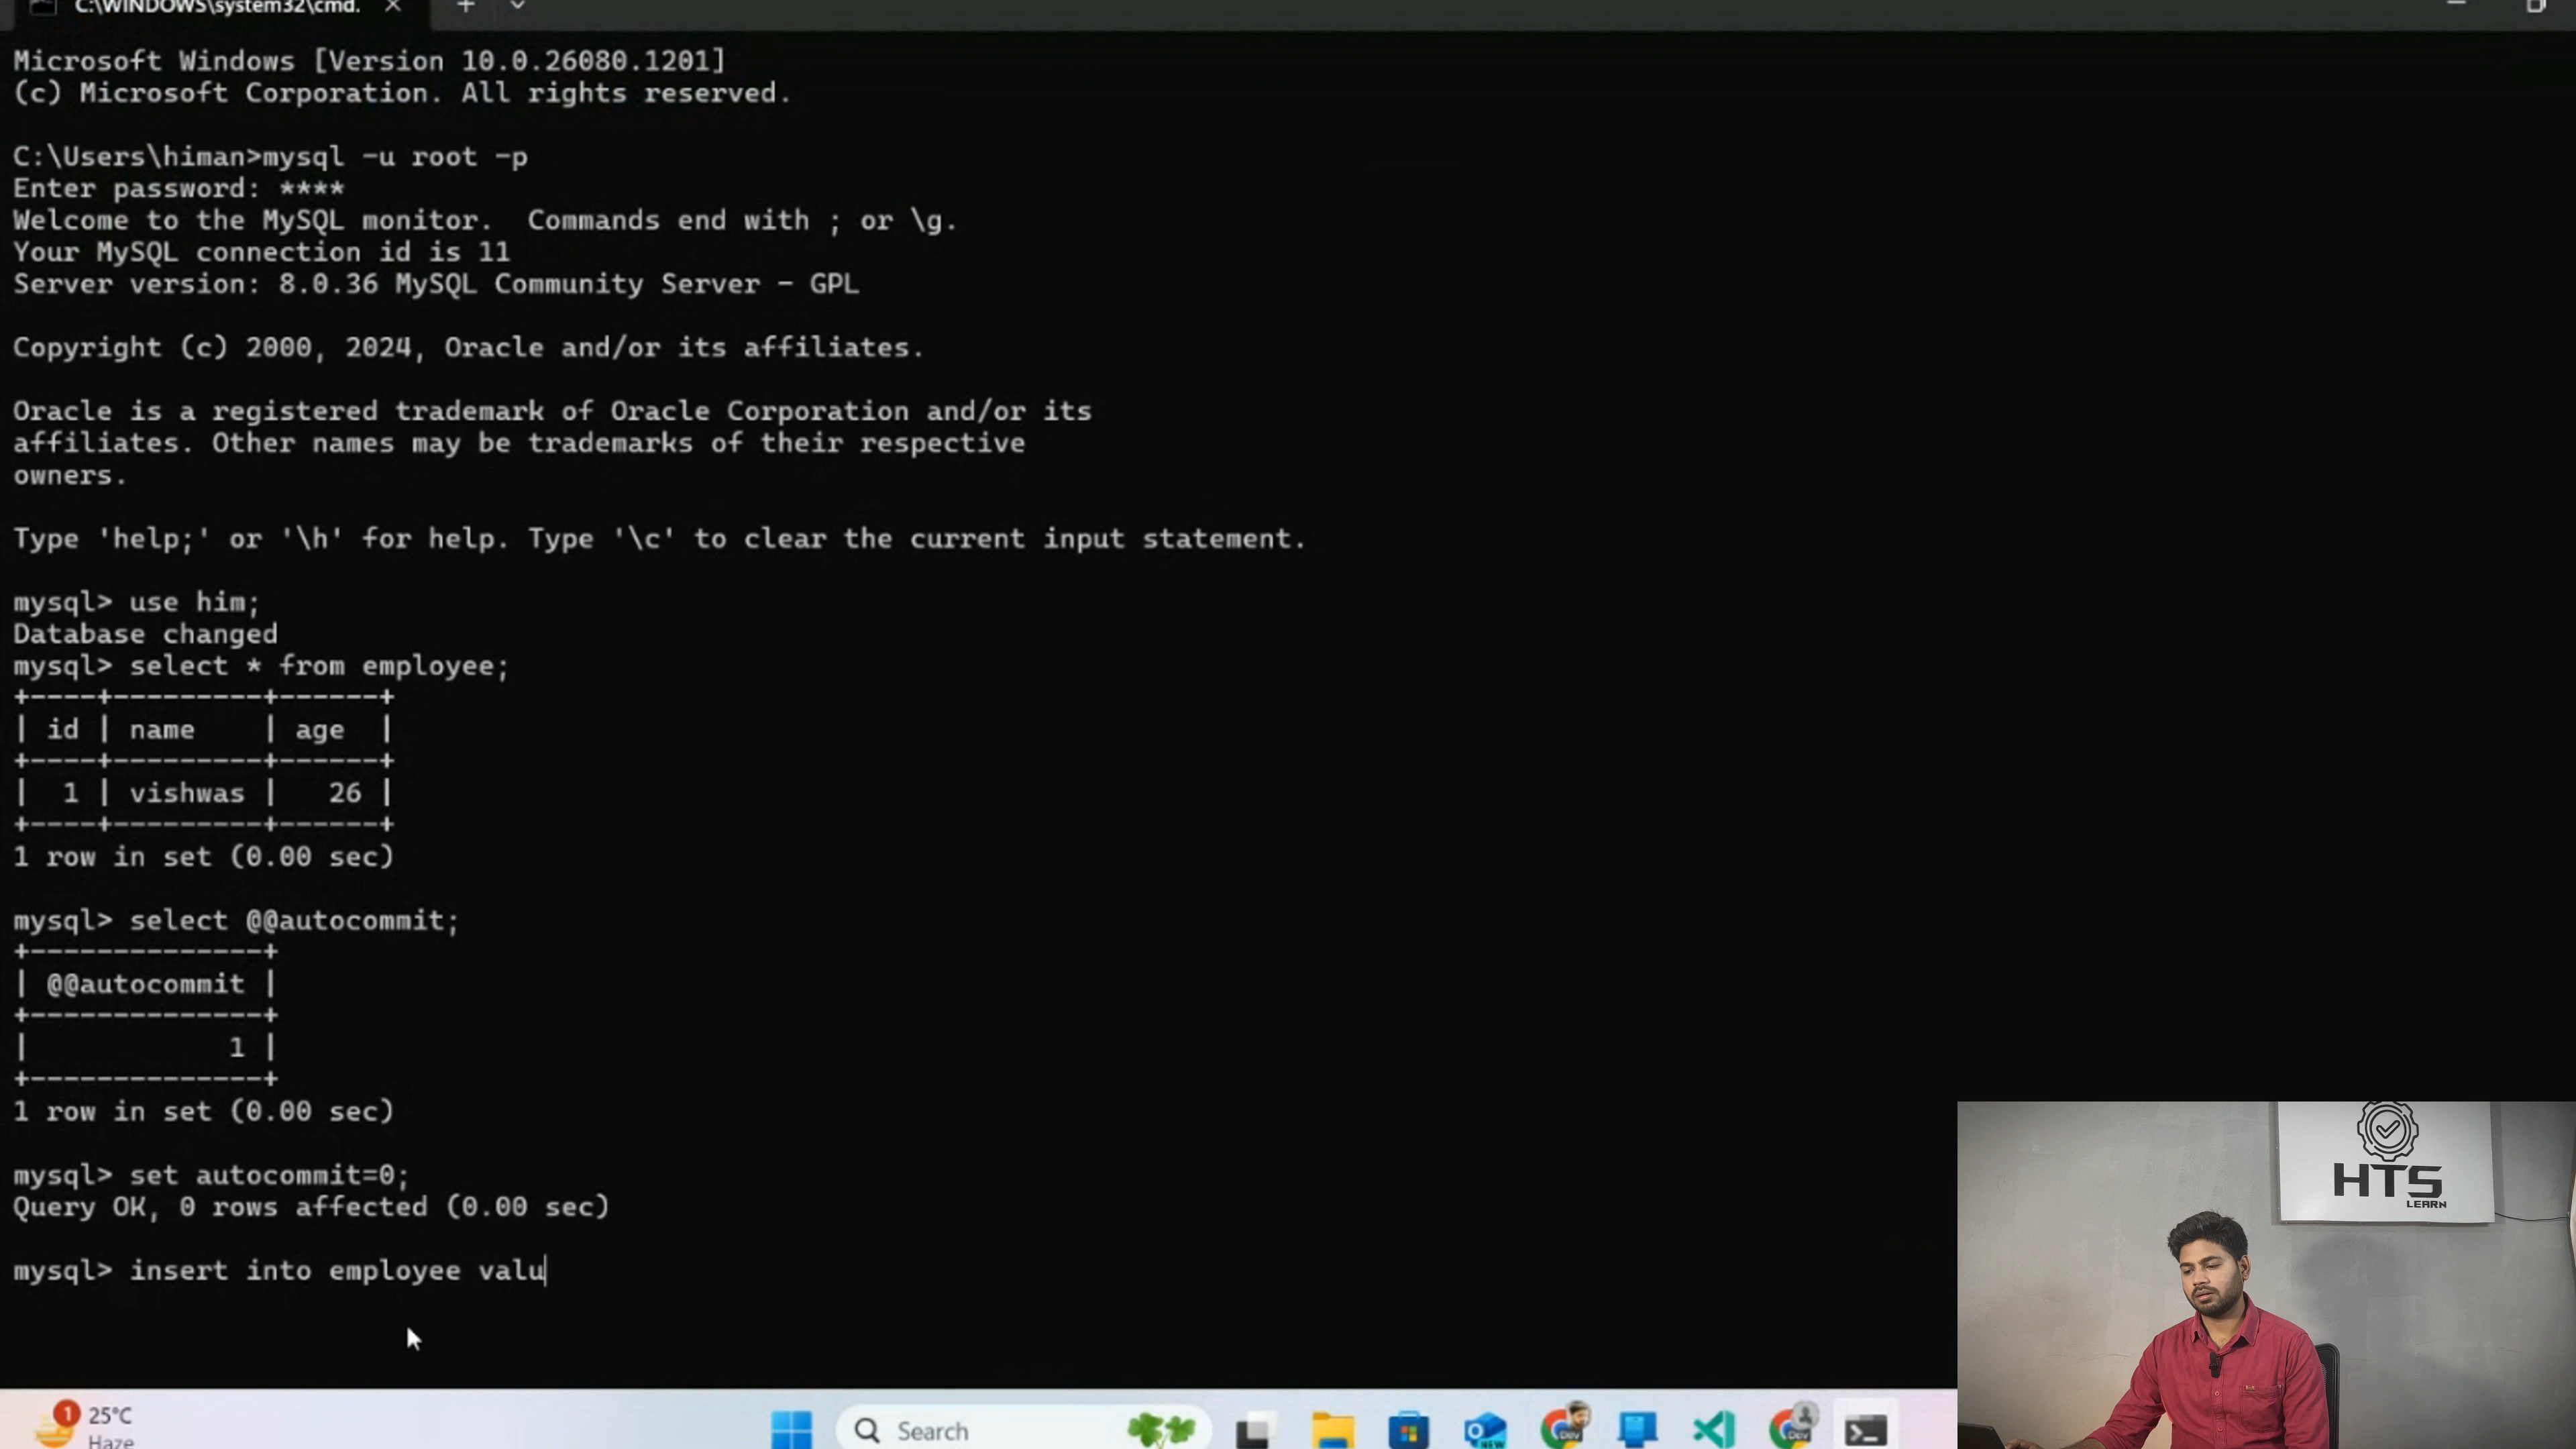 C:\WINDOWS\system32\cmd.
Microsoft Windows [Version 10.0.26080.1201]
(c) Microsoft Corporation. All rights reserved.
C:\Users\himan>mysql -u root -p
Enter password: ****
Welcome to the MySQL monitor.  Commands end with ; or \g.
Your MySQL connection id is 11
Server version: 8.0.36 MySQL Community Server - GPL
Copyright (c) 2000, 2024, Oracle and/or its affiliates.
Oracle is a registered trademark of Oracle Corporation and/or its
affiliates. Other names may be trademarks of their respective
owners.
Type 'help;' or '\h' for help. Type '\c' to clear the current input statement.
mysql> use him;
Database changed
mysql> select * from employee;
+----+---------+------+
| id | name    | age  |
+----+---------+------+
|  1 | vishwas |   26 |
+----+---------+------+
1 row in set (0.00 sec)
mysql> select @@autocommit;
+--------------+
| @@autocommit |
+--------------+
|            1 |
+--------------+
1 row in set (0.00 sec)
mysql> set autocommit=0;
Query OK, 0 rows affected (0.00 sec)
mysql> insert into employee valu
HTS
LEARN
1
25°C
Haze
Search
NEW
Dev
Dev